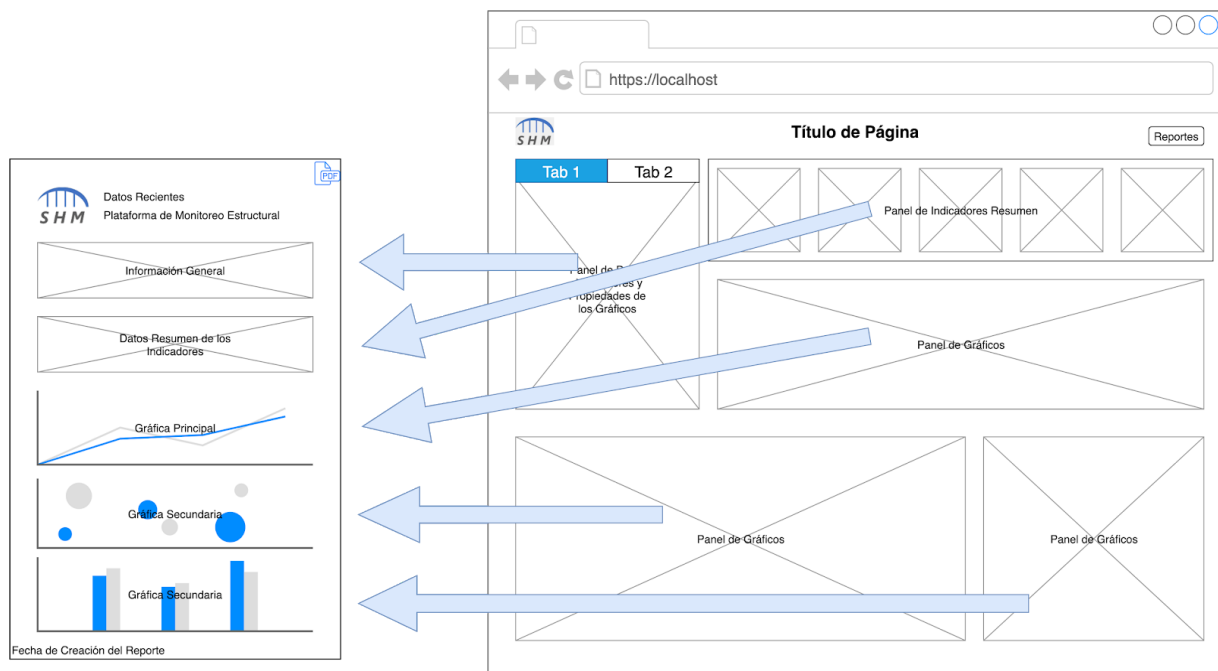 https://localhost
SHM
Título de Página
Reportes
Tab 1
Tab 2
Panel de Indicadores Resumen
Propiedades de
los Gráficos
Panel de Gráficos
Panel de Gráficos
Panel de Gráficos
PDF
SHM
Datos Recientes
Plataforma de Monitoreo Estructural
Información General
Datos Resumen de los
Indicadores
Gráfica Principal
Gráfica Secundaria
Gráfica Secundaria
Fecha de Creación del Reporte